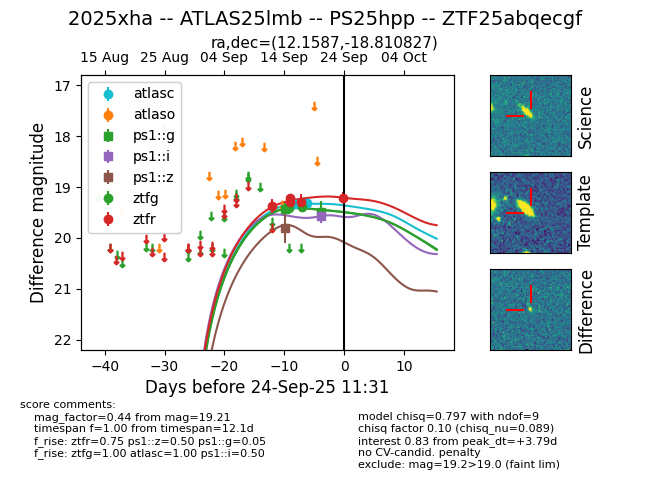 2025xha -- ATLAS25lmb -- PS25hpp -- ZTF25abqecgf
ra,dec=(12.1587,-18.810827)
15 Aug 25 Aug 04 Sep 14 Sep 24 Sep 04 Oct
17
18
19
20
21
22
Difference magnitude
atlasc
atlaso
ps1::g
ps1::i
ps1::z
ztfg
ztfr
−40 −30 −20 −10 0 10
Days before 24-Sep-25 11:31
Science
Template
Difference
score comments:
mag_factor=0.44 from mag=19.21
timespan f=1.00 from timespan=12.1d
f_rise: ztfr=0.75 ps1::z=0.50 ps1::g=0.05
f_rise: ztfg=1.00 atlasc=1.00 ps1::i=0.50
model chisq=0.797 with ndof=9
chisq factor 0.10 (chisq_nu=0.089)
interest 0.83 from peak_dt=+3.79d
no CV-candid. penalty
exclude: mag=19.2>19.0 (faint lim)